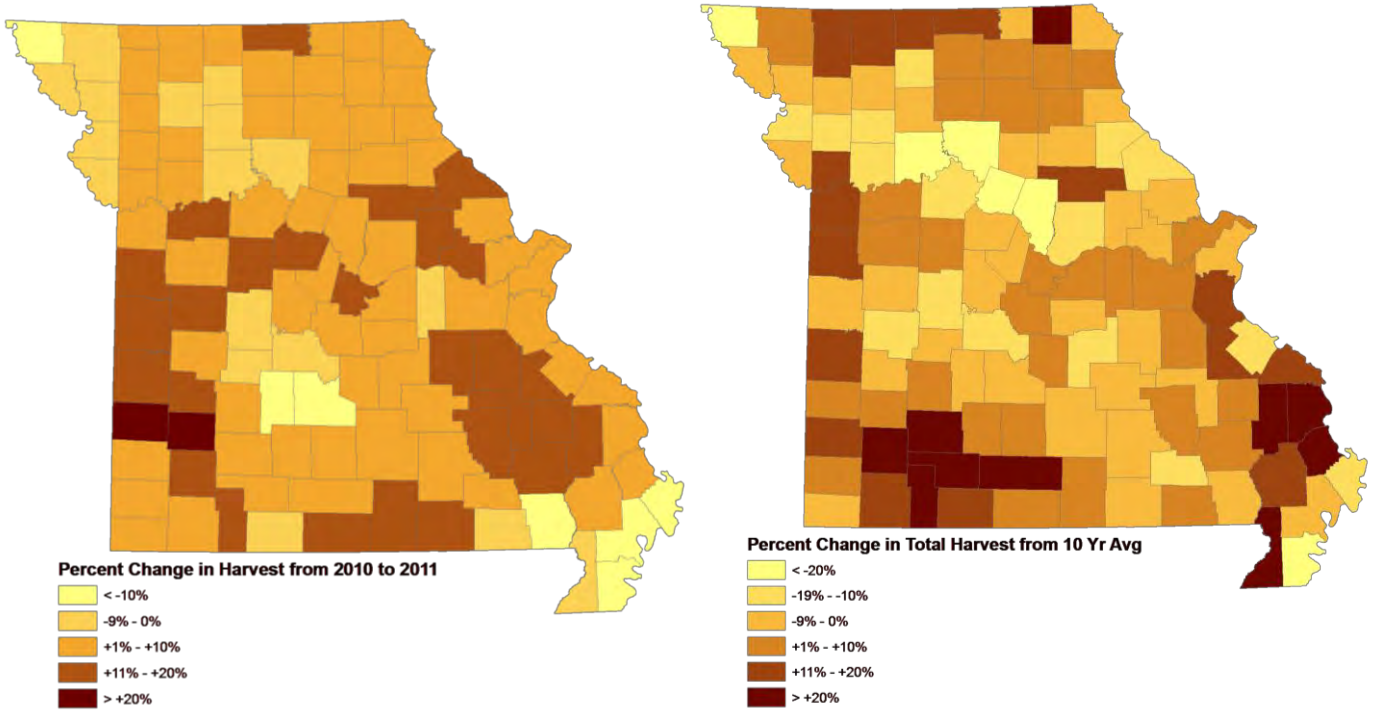 Percent Change in Harvest from 2010 to 2011
< -10%
-9% - 0%
+1% - +10%
+11% - +20%
> +20%
Percent Change in Total Harvest from 10 Yr Avg
< -20%
-19% - -10%
-9% - 0%
+1% - +10%
+11% - +20%
> +20%